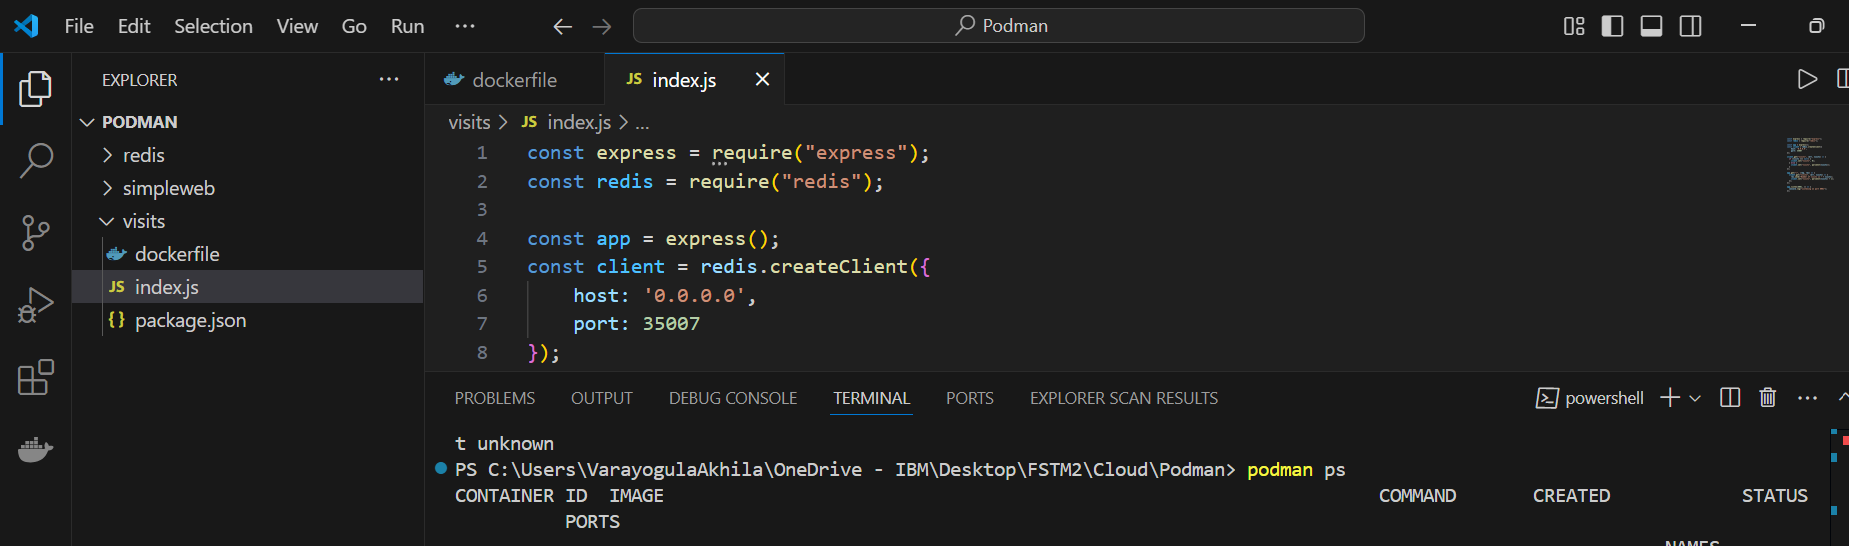 File Edit Selection View Go Run ··· Podman
EXPLORER ···
PODMAN
redis
simpleweb
visits
dockerfile
JS index.js
{} package.json
dockerfile
JS index.js
visits > JS index.js > ...
1 const express = require("express");
2 const redis = require("redis");
3
4 const app = express();
5 const client = redis.createClient({
6 host: '0.0.0.0',
7 port: 35007
8 });
PROBLEMS OUTPUT DEBUG CONSOLE TERMINAL PORTS EXPLORER SCAN RESULTS powershell
t unknown
PS C:\Users\VarayogulaAkhila\OneDrive - IBM\Desktop\FSTM2\Cloud\Podman> podman ps
CONTAINER ID IMAGE COMMAND CREATED STATUS
PORTS
NAMES